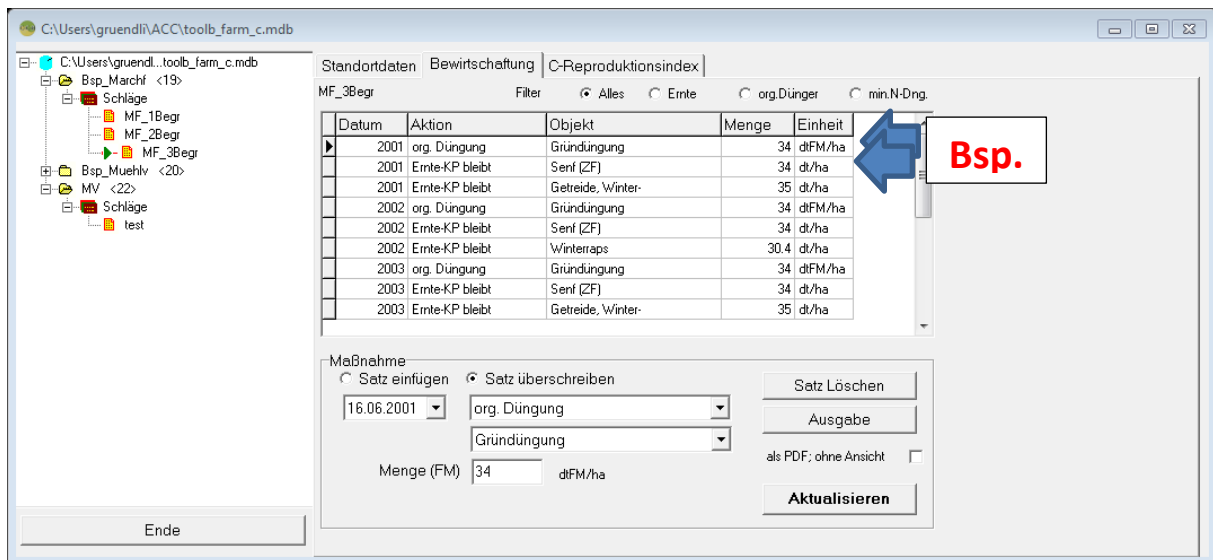 C:\Users\gruendli\ACC\toolb_farm_c.mdb
C:\Users\gruendl...toolb_farm_c.mdb
Bsp_Marchf <19>
Schläge
MF_1Begr
MF_2Begr
MF_3Begr
Bsp_Muehlv <20>
MV <22>
Schläge
test
Ende
Standortdaten Bewirtschaftung C-Reproduktionsindex
MF_3Begr Filter Alles Ernte org.Dünger min.N-Dng.
Datum Aktion Objekt Menge Einheit
2001 org. Düngung Gründüngung 34 dtFM/ha
2001 Ernte-KP bleibt Senf (ZF) 34 dt/ha
2001 Ernte-KP bleibt Getreide, Winter- 35 dt/ha
2002 org. Düngung Gründüngung 34 dtFM/ha
2002 Ernte-KP bleibt Senf (ZF) 34 dt/ha
2002 Ernte-KP bleibt Winterraps 30.4 dt/ha
2003 org. Düngung Gründüngung 34 dtFM/ha
2003 Ernte-KP bleibt Senf (ZF) 34 dt/ha
2003 Ernte-KP bleibt Getreide, Winter- 35 dt/ha
Bsp.
Maßnahme
Satz einfügen Satz überschreiben
16.06.2001 org. Düngung
Gründüngung
Menge (FM) 34 dtFM/ha
Satz Löschen
Ausgabe
als PDF; ohne Ansicht
Aktualisieren